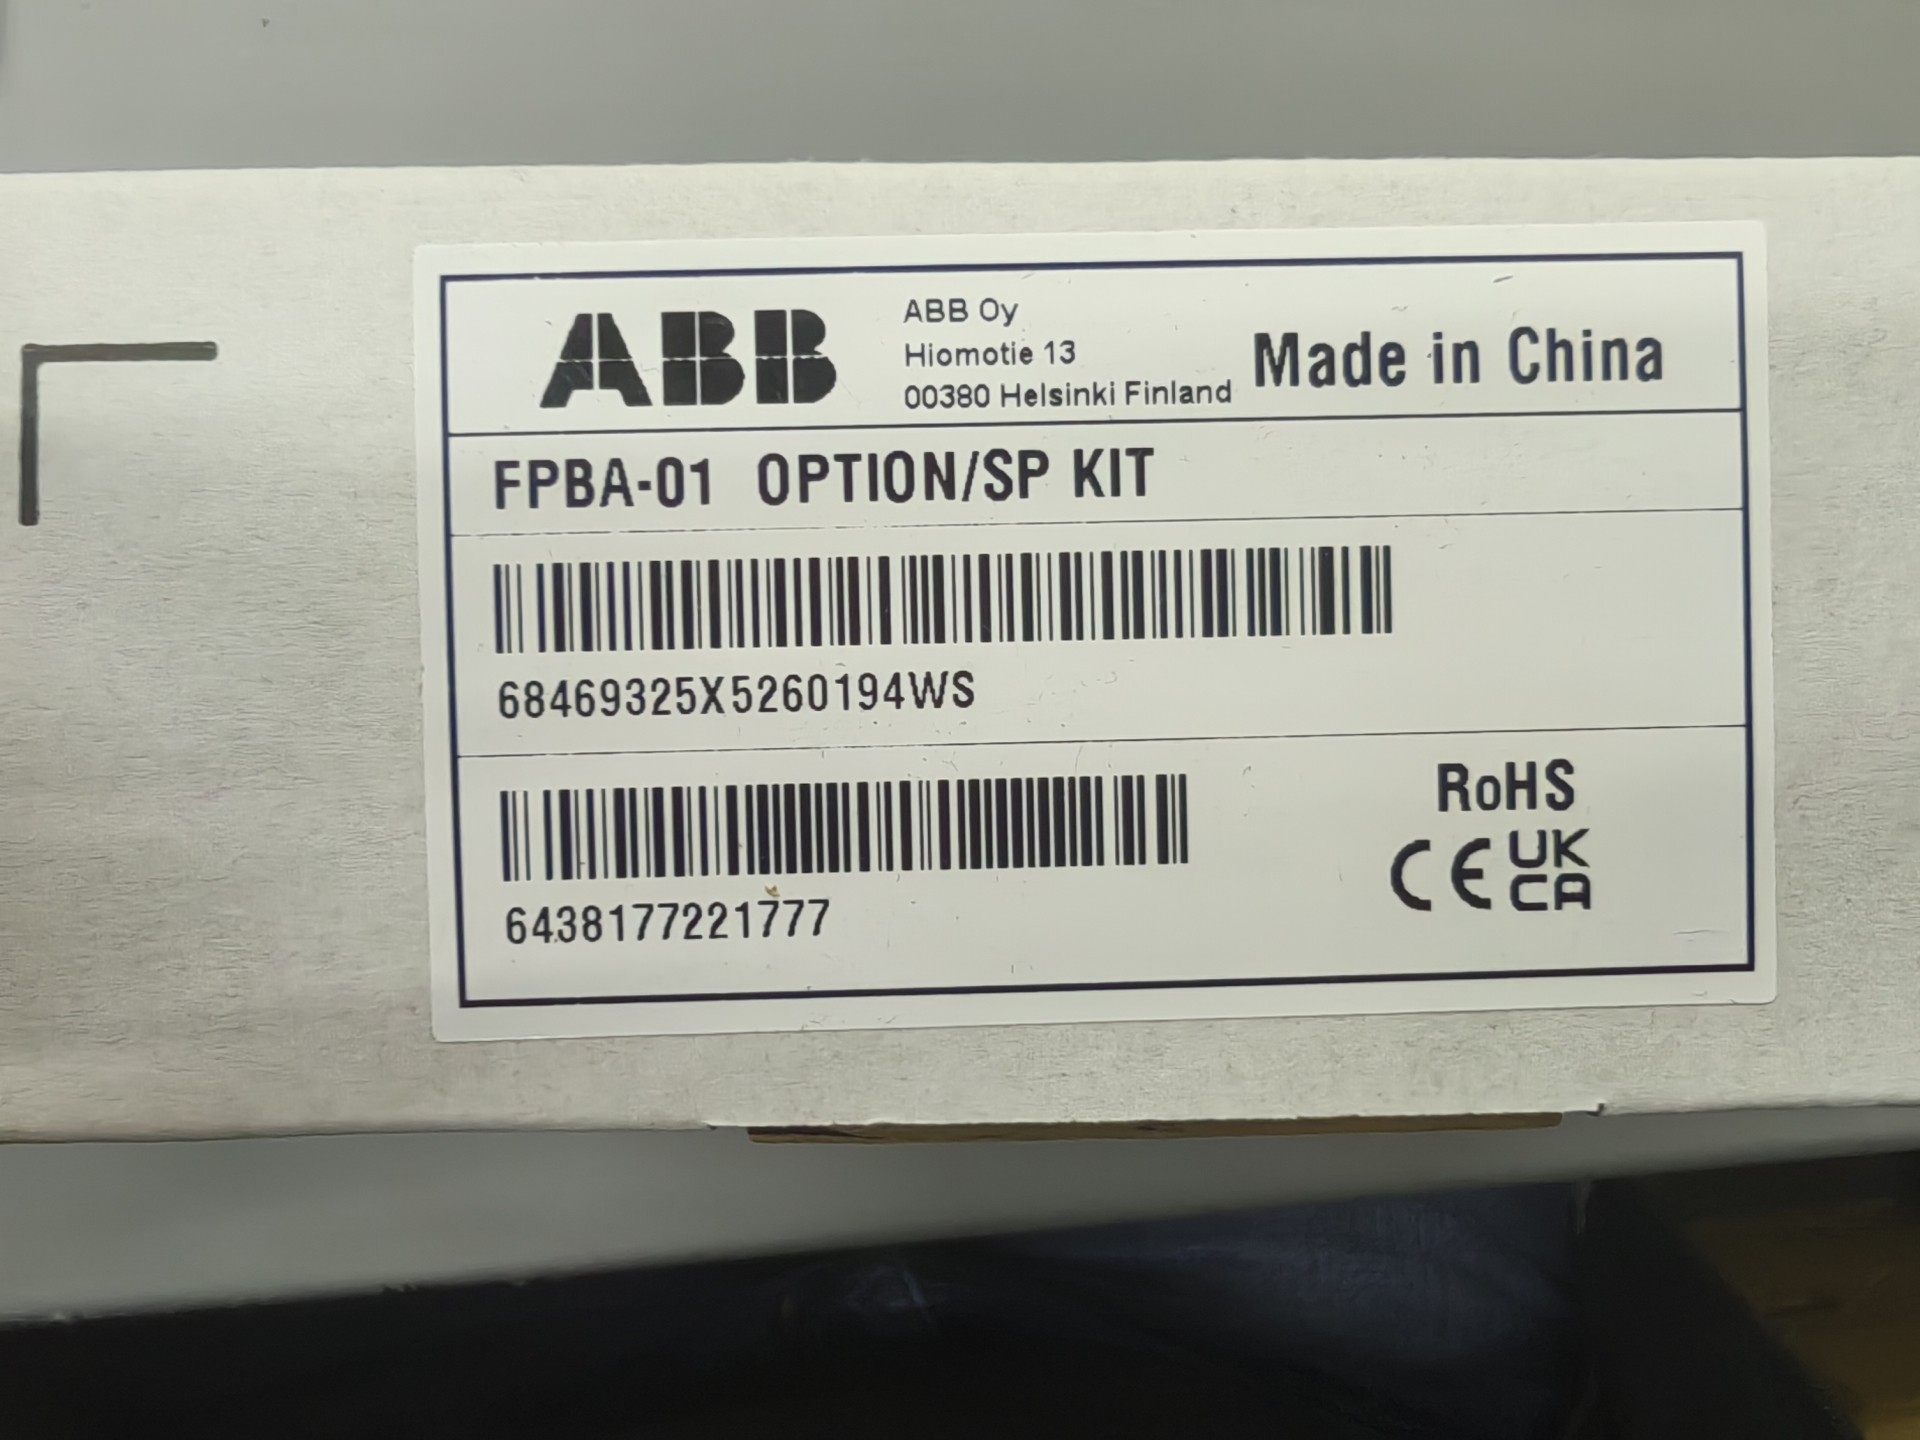 ABB
ABB Oy
Hiomotie 13
00380 Helsinki Finland
Made in China
FPBA-01 OPTION/SP KIT
68469325X5260194WS
6438177221777
RoHS
CE UK
CA